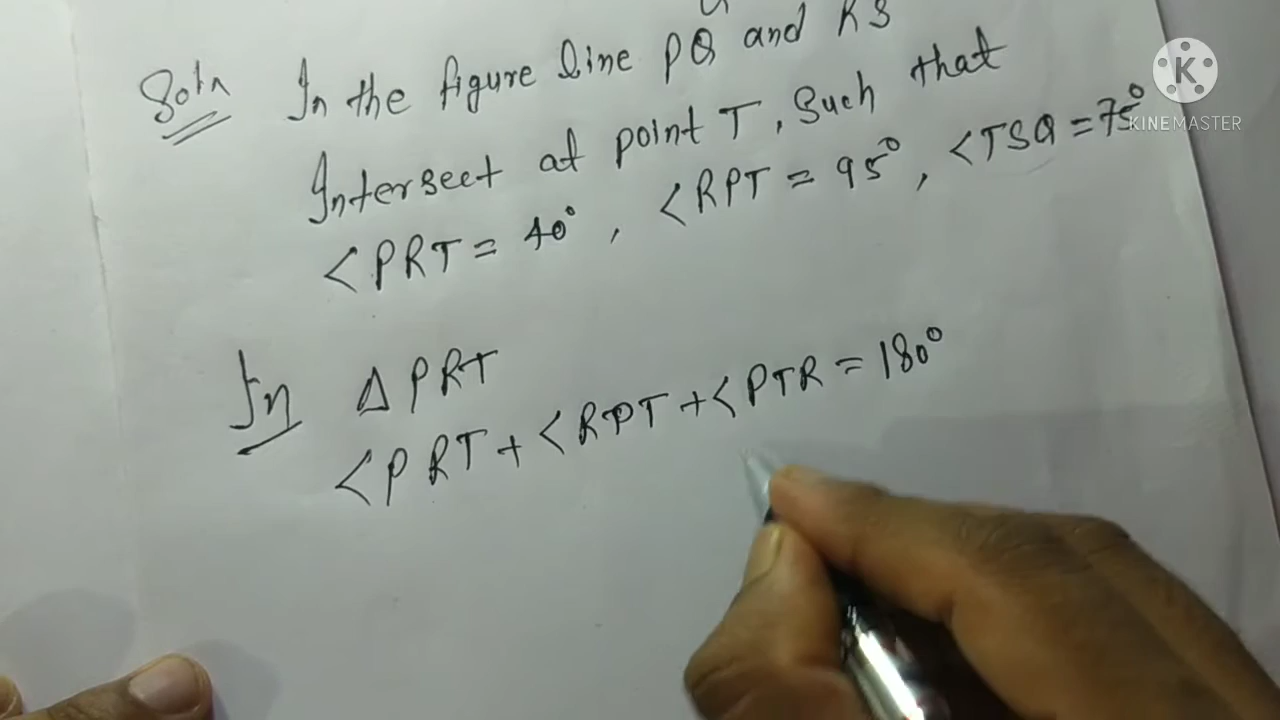 Soln In the figure line PQ and RS
Intersect at point T, Such that
<PRT = 40°, <RPT = 95°, <TSQ = 75°
In Δ PRT
<PRT + <RPT + <PTR = 180°
K
KINEMASTER